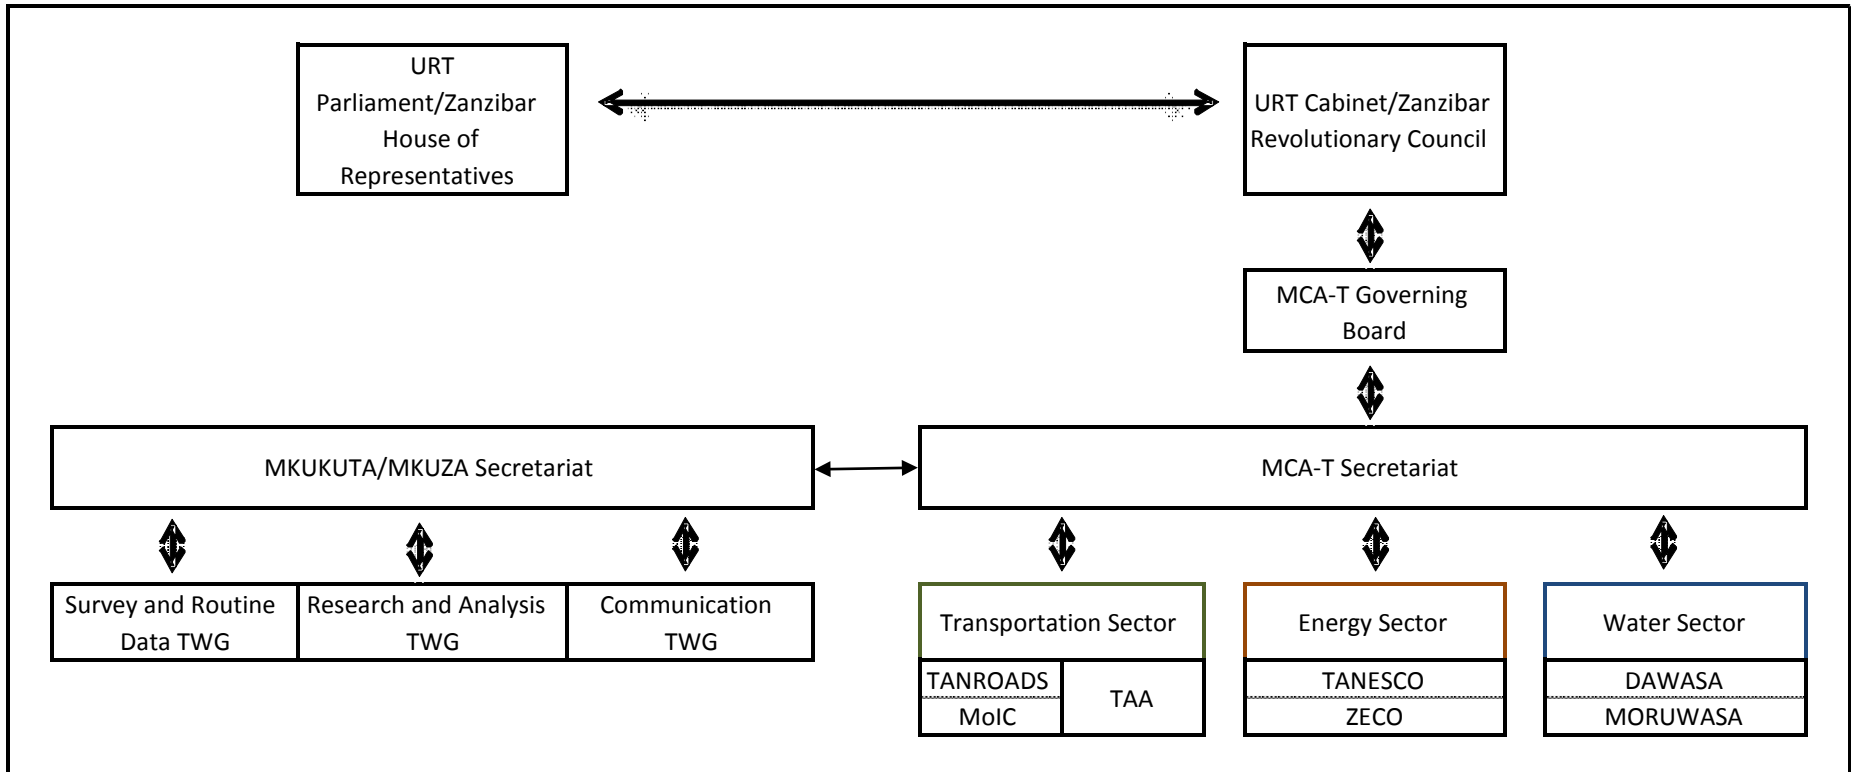 URT
Parliament/Zanzibar
House of
Representatives
URT Cabinet/Zanzibar
Revolutionary Council
MCA-T Governing
Board
MKUKUTA/MKUZA Secretariat
MCA-T Secretariat
Survey and Routine
Data TWG
Research and Analysis
TWG
Communication
TWG
Transportation Sector
Energy Sector
Water Sector
TANROADS
MoIC
TAA
TANESCO
ZECO
DAWASA
MORUWASA